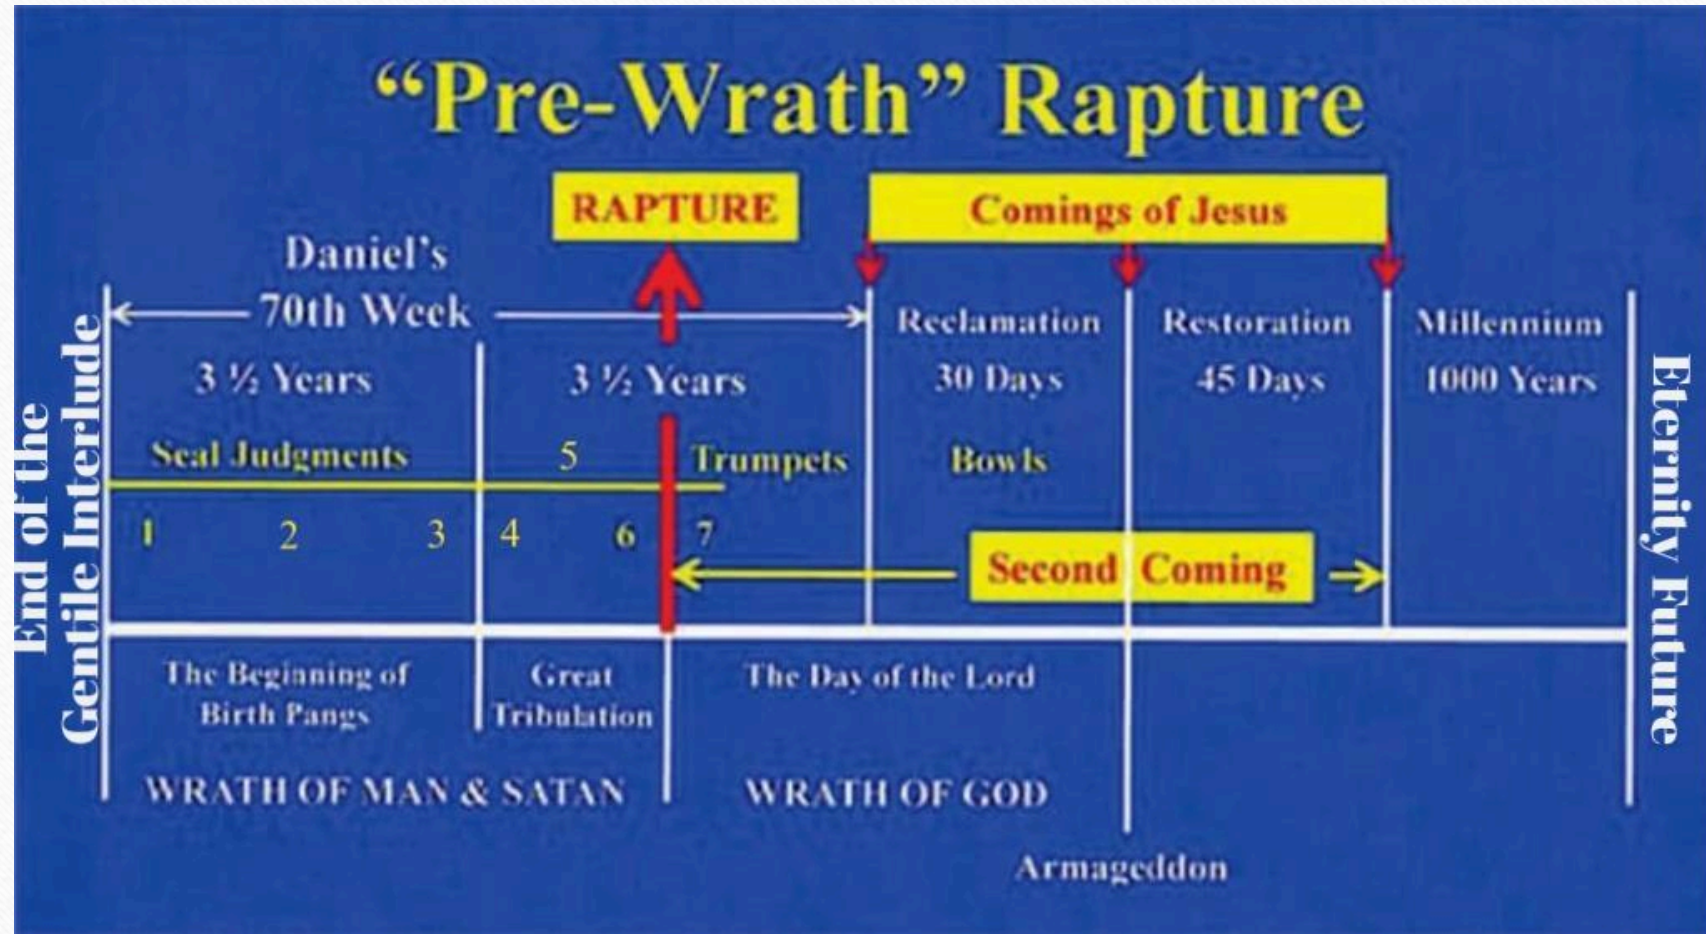 “Pre-Wrath” Rapture
RAPTURE
Comings of Jesus
Daniel’s
70th Week
3 ½ Years
3 ½ Years
Reclamation
30 Days
Restoration
45 Days
Millennium
1000 Years
Seal Judgments
5
Trumpets
Bowls
1 2 3 4 6 7
Second Coming
The Beginning of
Birth Pangs
Great
Tribulation
The Day of the Lord
WRATH OF MAN & SATAN
WRATH OF GOD
Armageddon
End of the
Gentile Interlude
Eternity Future